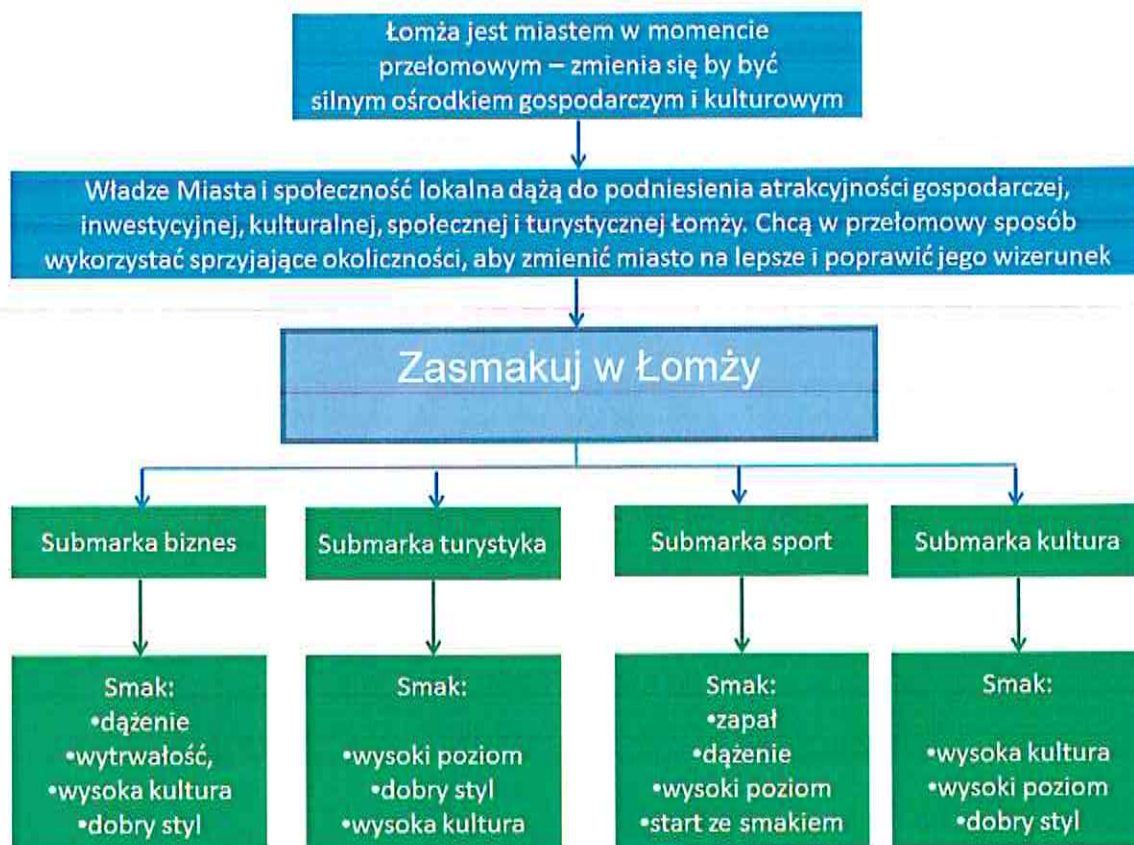 Łomża jest miastem w momencie
przełomowym – zmienia się by być
silnym ośrodkiem gospodarczym i kulturowym
Władze Miasta i społeczność lokalna dążą do podniesienia atrakcyjności gospodarczej,
inwestycyjnej, kulturalnej, społecznej i turystycznej Łomży. Chcą w przełomowy sposób
wykorzystać sprzyjające okoliczności, aby zmienić miasto na lepsze i poprawić jego wizerunek
Zasmakuj w Łomży
Submarka biznes
Submarka turystyka
Submarka sport
Submarka kultura
Smak:
•dążenie
•wytrwałość,
•wysoka kultura
•dobry styl
Smak:
•wysoki poziom
•dobry styl
•wysoka kultura
Smak:
•zapał
•dążenie
•wysoki poziom
•start ze smakiem
Smak:
•wysoka kultura
•wysoki poziom
•dobry styl